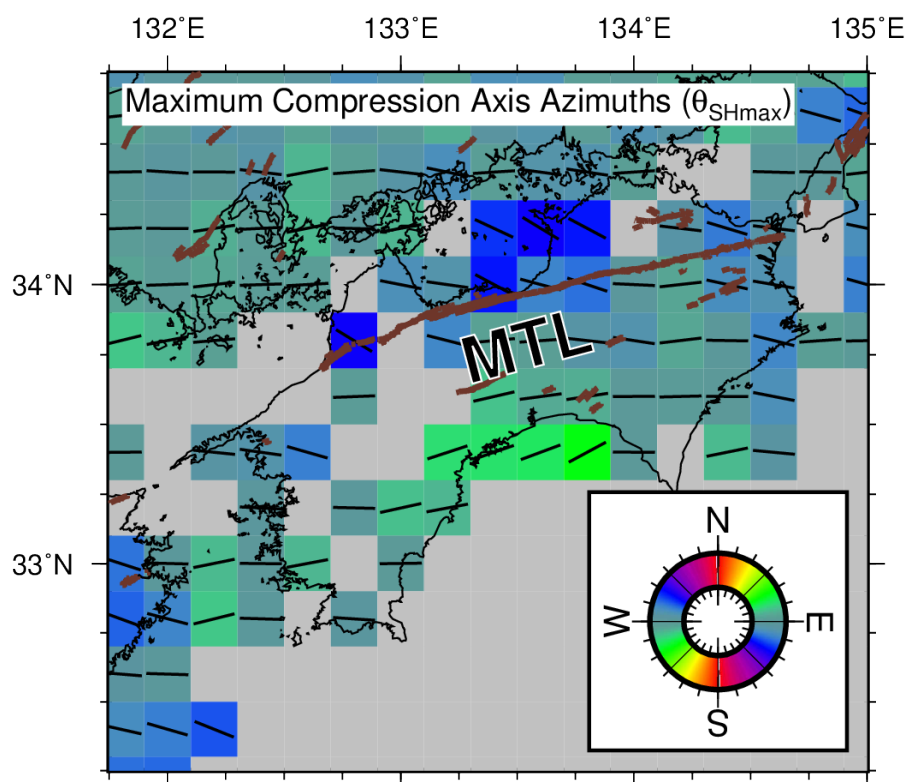 132°E 133°E 134°E 135°E
Maximum Compression Axis Azimuths (θSHmax)
34°N
MTL
33°N
N
W E
S